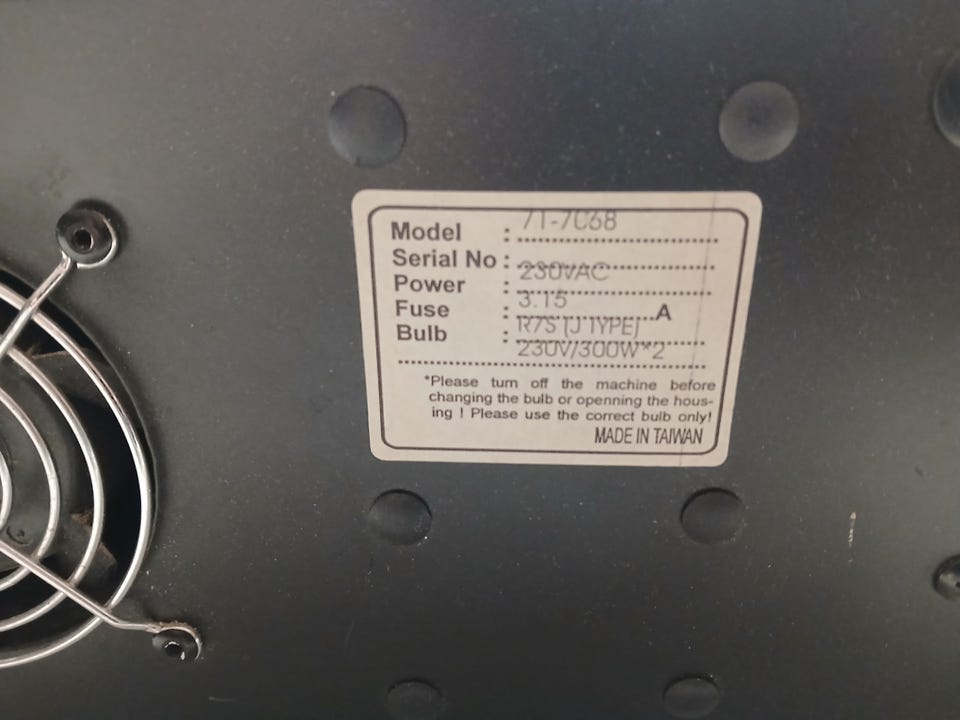 Model : 71-7C68
Serial No :
Power 230VAC
Fuse 3.15 A
Bulb : R7S (J TYPE)
230V/300W*2
*Please turn off the machine before
changing the bulb or openning the hous-
ing ! Please use the correct bulb only!
MADE IN TAIWAN